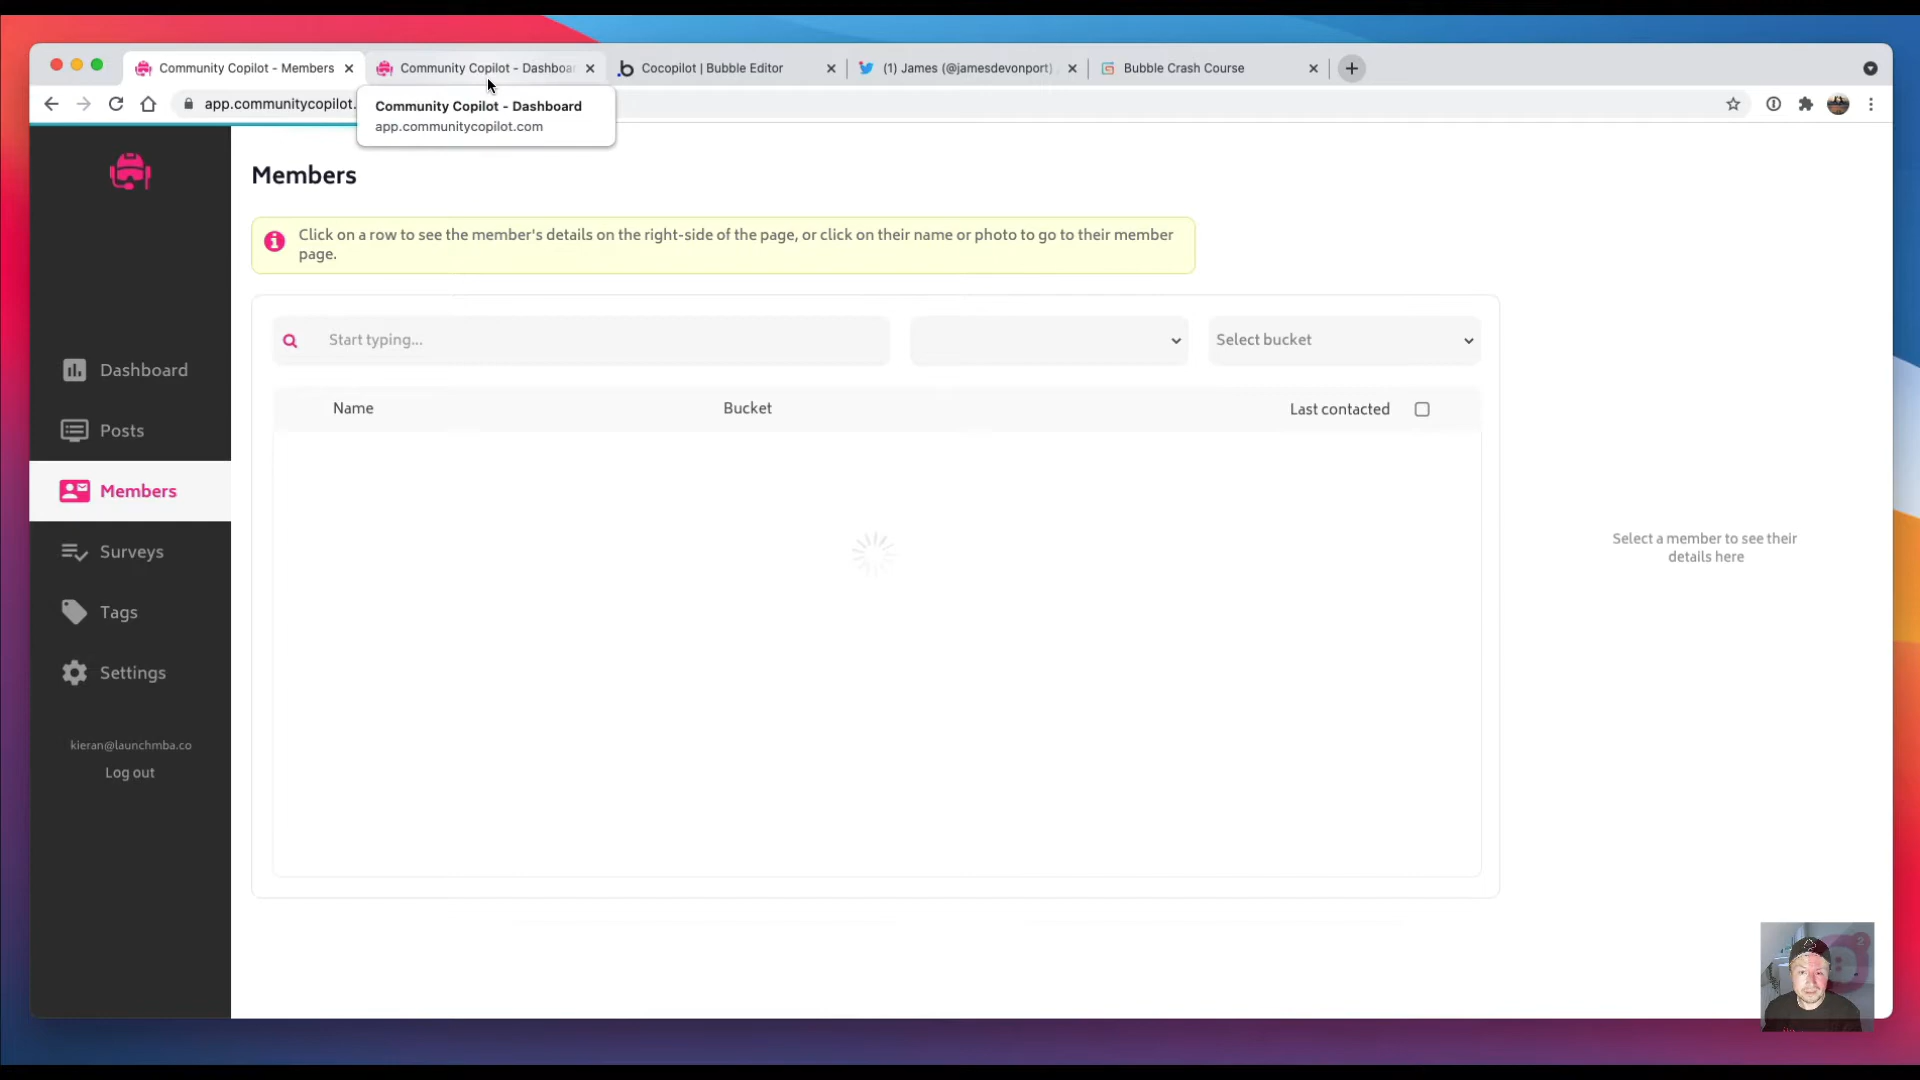 Community Copilot - Members
Community Copilot - Dashboa
Cocopilot | Bubble Editor
(1) James (@jamesdevonport)
Bubble Crash Course
app.communitycopilot.
Community Copilot - Dashboard
app.communitycopilot.com
Members
Click on a row to see the member's details on the right-side of the page, or click on their name or photo to go to their member
page.
Start typing...
Select bucket
Name
Bucket
Last contacted
Dashboard
Posts
Members
Surveys
Tags
Settings
kieran@launchmba.co
Log out
Select a member to see their
details here